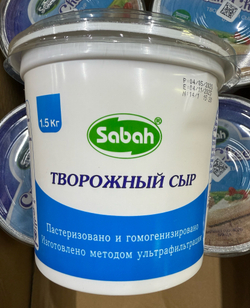 1.5 Кг
Sabah
ТВОРОЖНЫЙ СЫР
Пастеризовано и гомогенизировано
Изготовлено методом ультрафильтрации